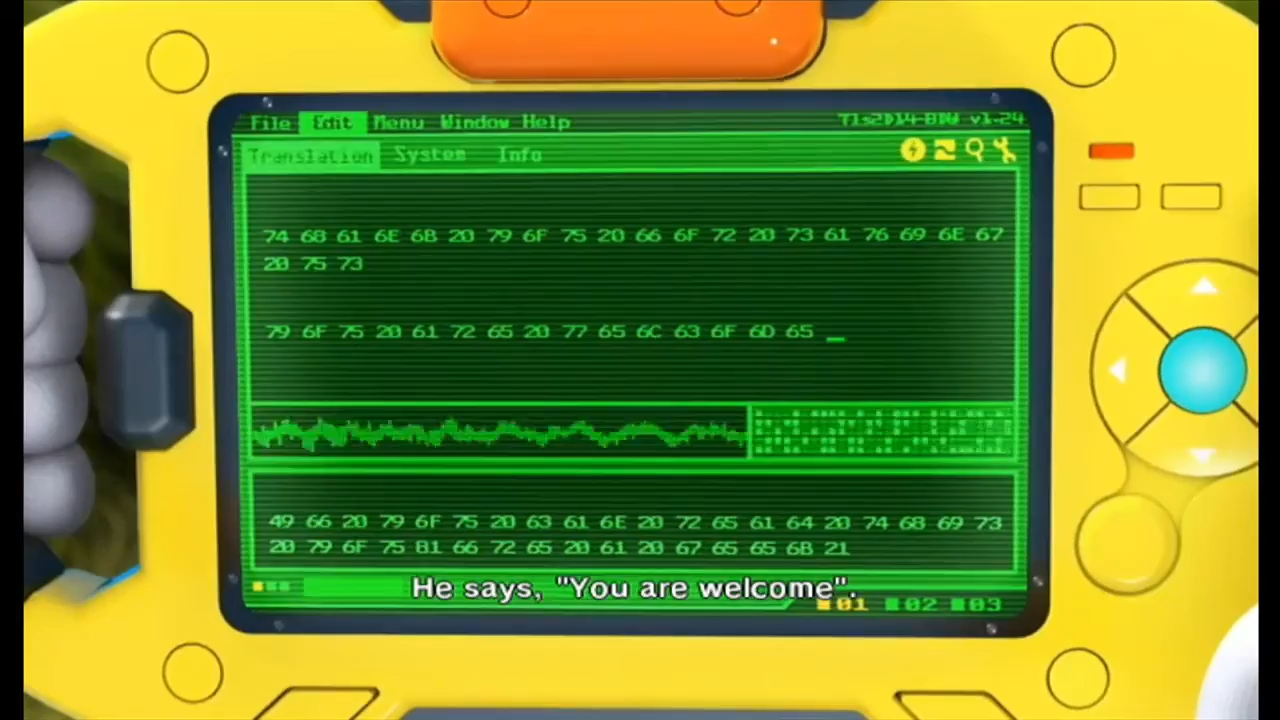 File Edit Menu Window Help
Translation System Info
74 68 61 6E 6B 20 79 6F 75 20 66 6F 72 20 73 61 76 69 6E 67
20 75 73
79 6F 75 20 61 72 65 20 77 65 6C 63 6F 6D 65 _
49 66 20 79 6F 75 20 63 61 6E 20 72 65 61 64 20 74 68 69 73
20 79 6F 75 81 66 72 65 20 61 20 67 65 65 6B 21
He says, "You are welcome".
01 02 03